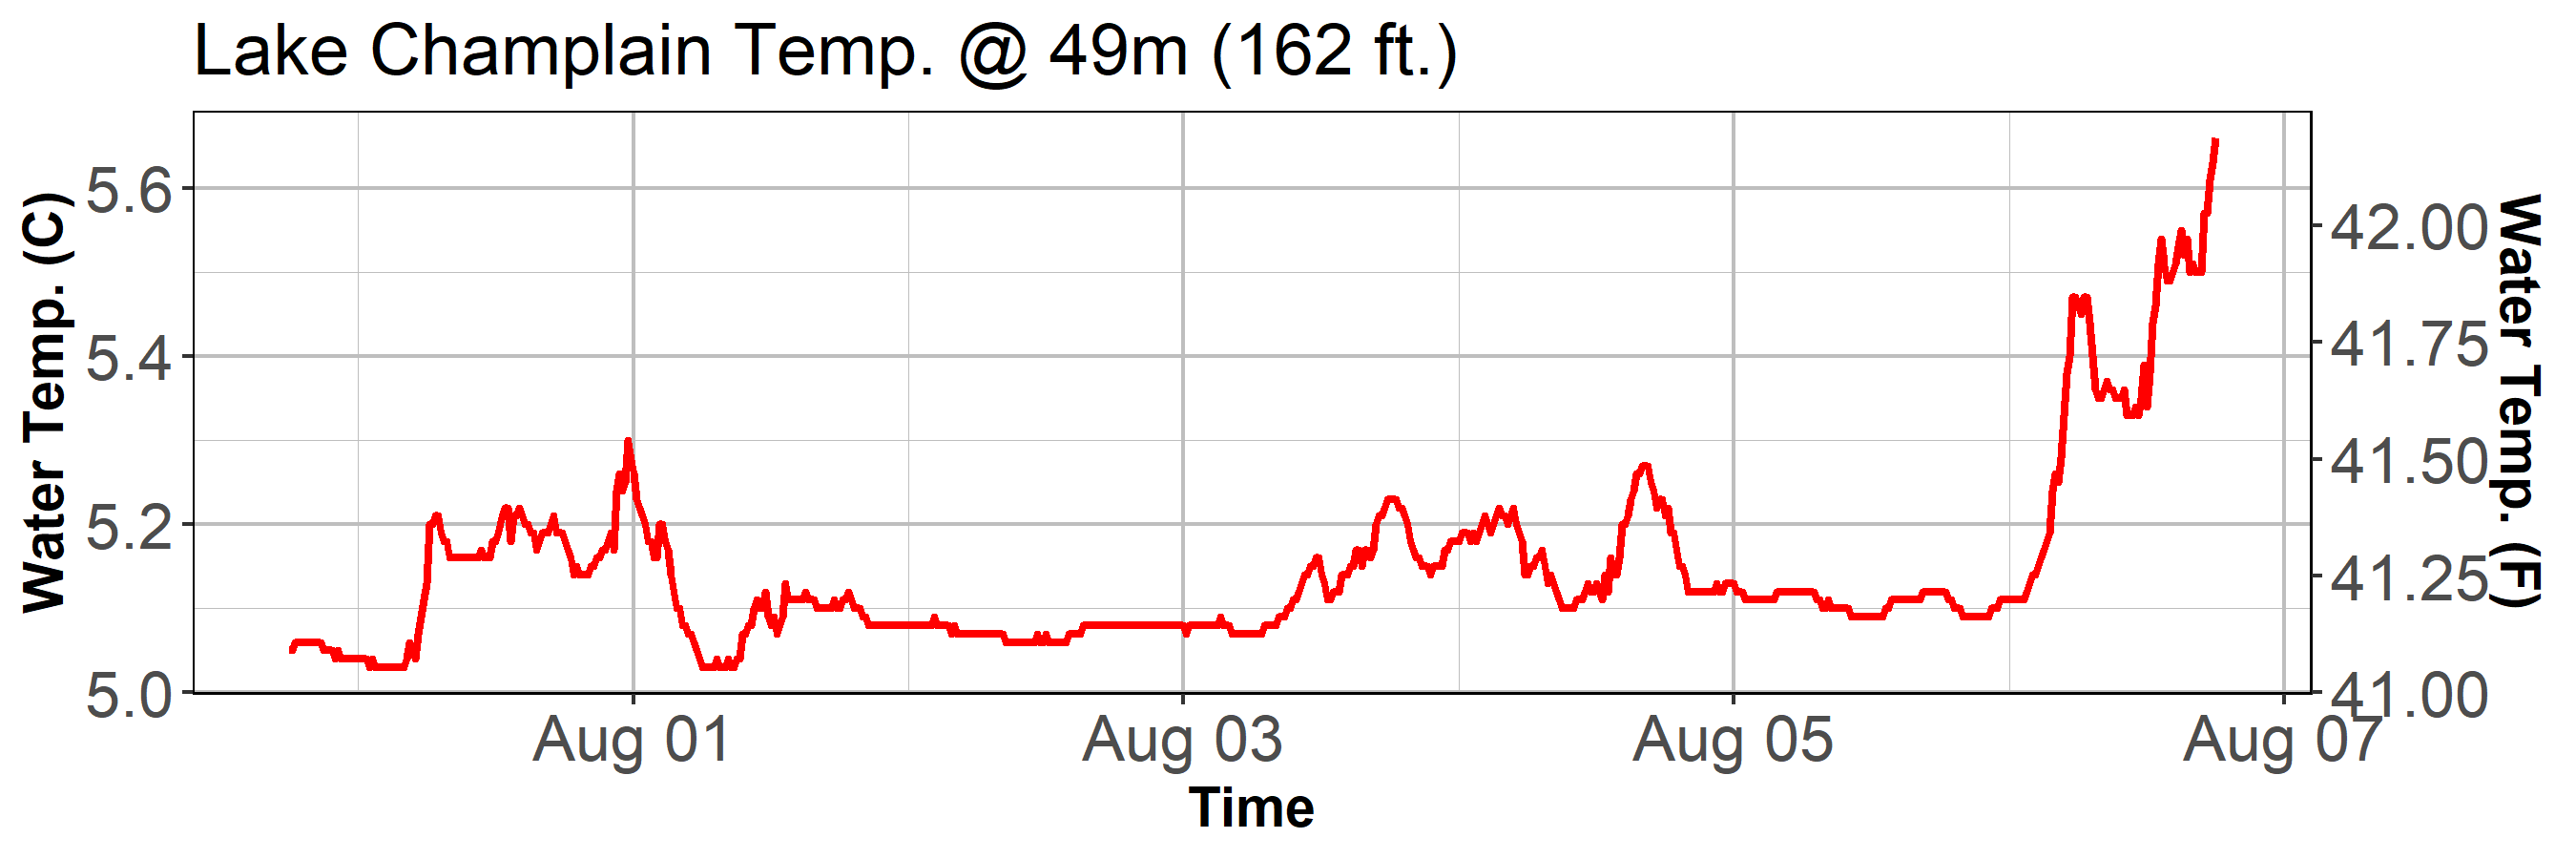 Lake Champlain Temp. @ 49m (162 ft.)
Water Temp. (C)
5.6
5.4
5.2
5.0
Water Temp. (F)
42.00
41.75
41.50
41.25
41.00
Aug 01
Aug 03
Aug 05
Aug 07
Time